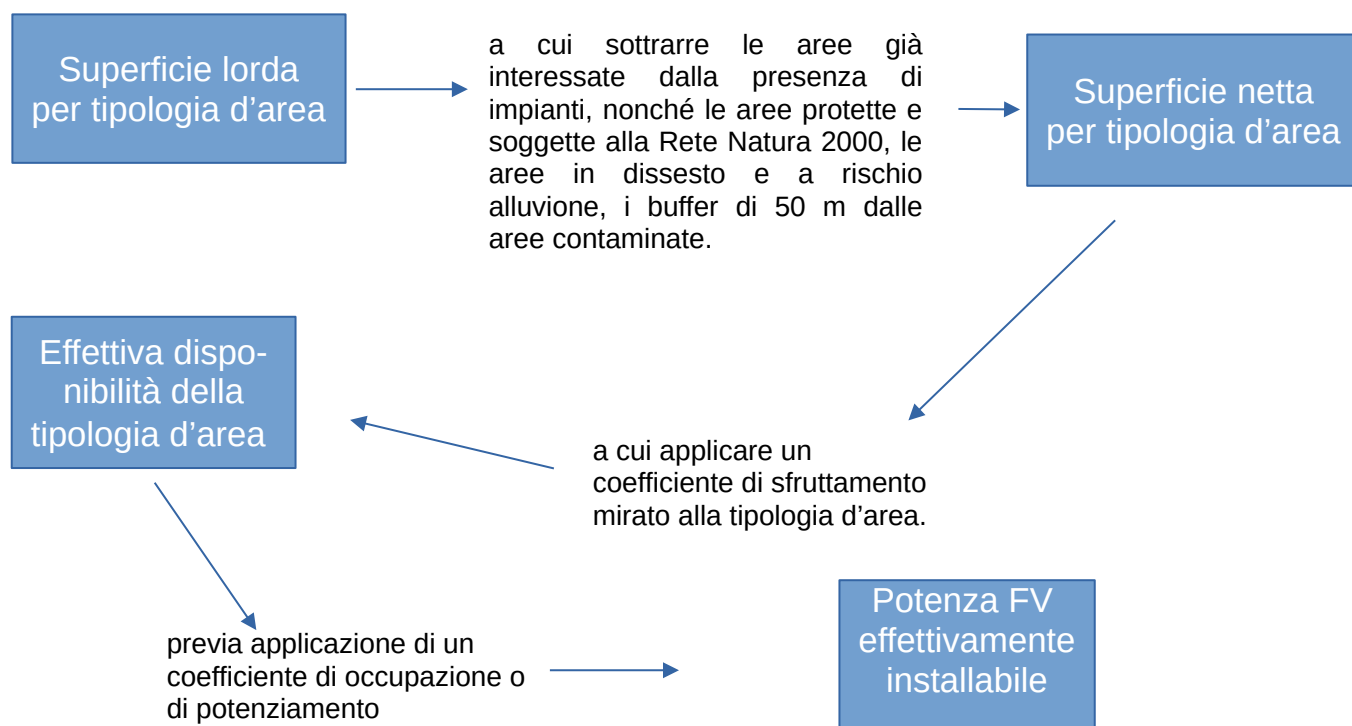 Superficie lorda
per tipologia d’area
a cui sottrarre le aree già
interessate dalla presenza di
impianti, nonché le aree protette e
soggette alla Rete Natura 2000, le
aree in dissesto e a rischio
alluvione, i buffer di 50 m dalle
aree contaminate.
Superficie netta
per tipologia d’area
a cui applicare un
coefficiente di sfruttamento
mirato alla tipologia d’area.
Effettiva dispo-
nibilità della
tipologia d’area
previa applicazione di un
coefficiente di occupazione o
di potenziamento
Potenza FV
effettivamente
installabile